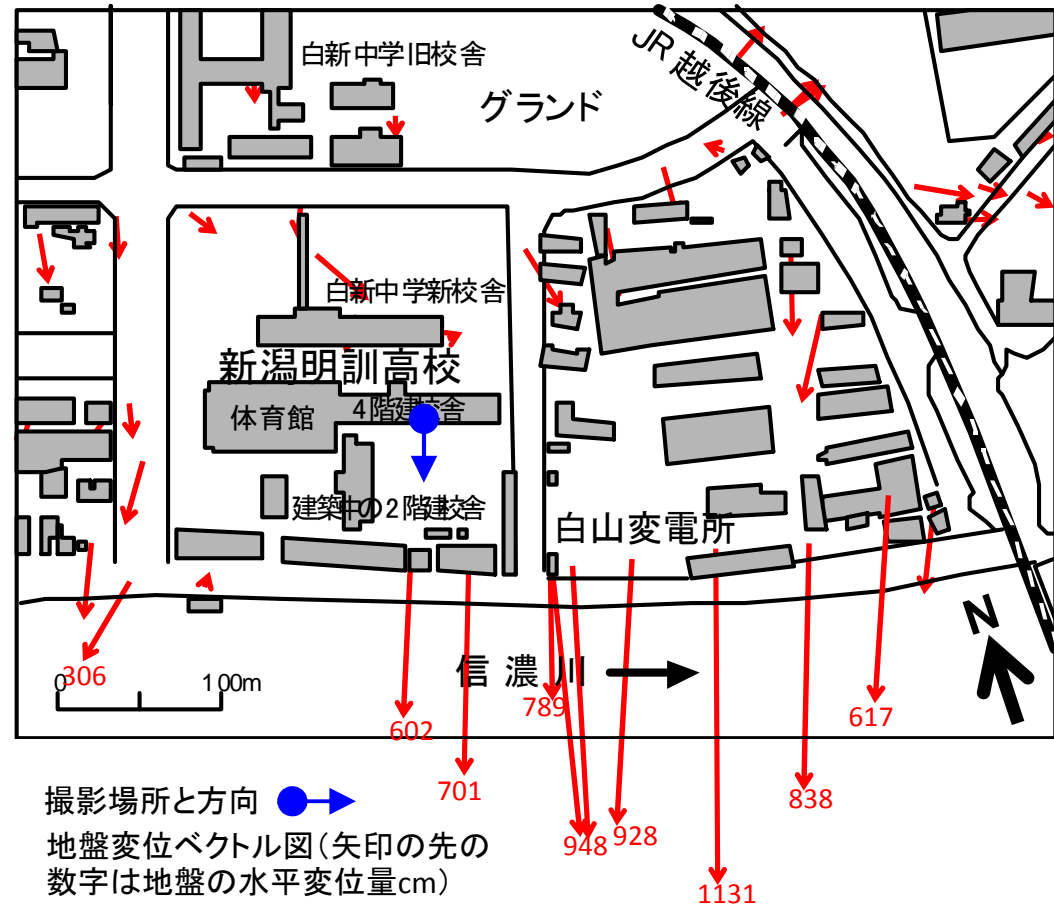 白新中学旧校舎
グランド
JR越後線
白新中学新校舎
新潟明訓高校
体育館
4階建校舎
建築中の2階建校舎
白山変電所
信濃川
N
0
100m
306
602
701
789
948
928
1131
838
617
撮影場所と方向
地盤変位ベクトル図(矢印の先の
数字は地盤の水平変位量cm)